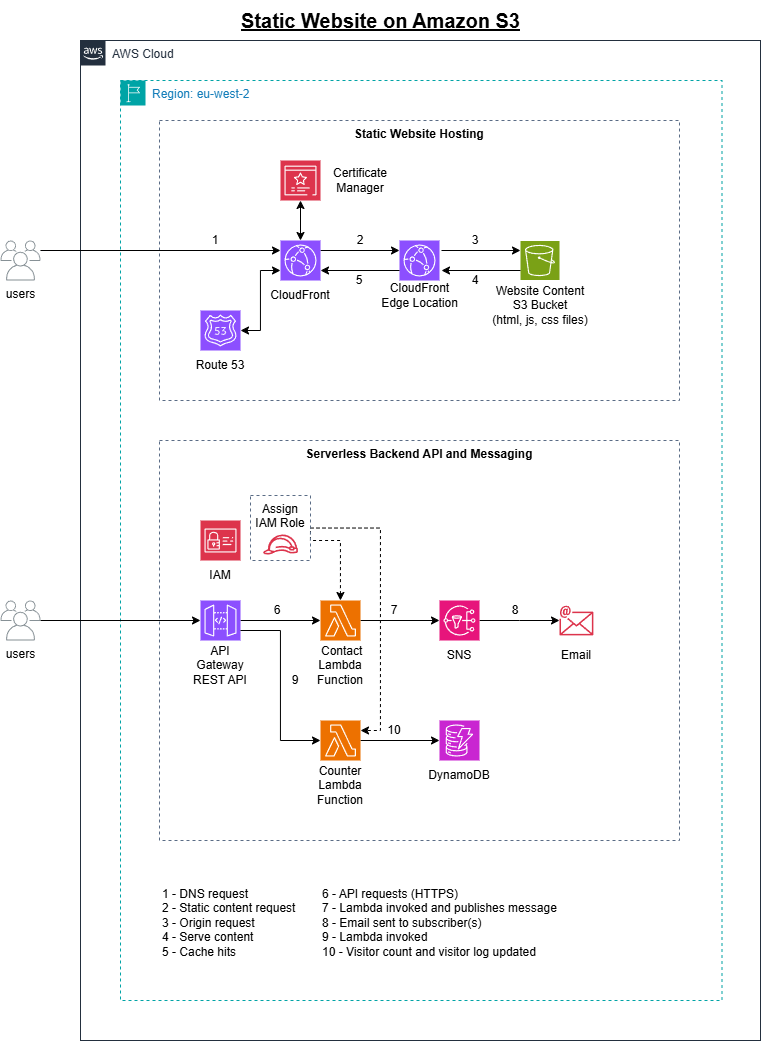 Static Website on Amazon S3
aws
AWS Cloud
Region: eu-west-2
Static Website Hosting
Certificate
Manager
1
2
3
5
4
users
CloudFront
CloudFront
Edge Location
Website Content
S3 Bucket
(html, js, css files)
53
Route 53
Serverless Backend API and Messaging
Assign
IAM Role
IAM
6
7
8
@
users
API
Gateway
REST API
</>
Contact
Lambda
Function
SNS
Email
9
10
Counter
Lambda
Function
DynamoDB
1 - DNS request
2 - Static content request
3 - Origin request
4 - Serve content
5 - Cache hits
6 - API requests (HTTPS)
7 - Lambda invoked and publishes message
8 - Email sent to subscriber(s)
9 - Lambda invoked
10 - Visitor count and visitor log updated